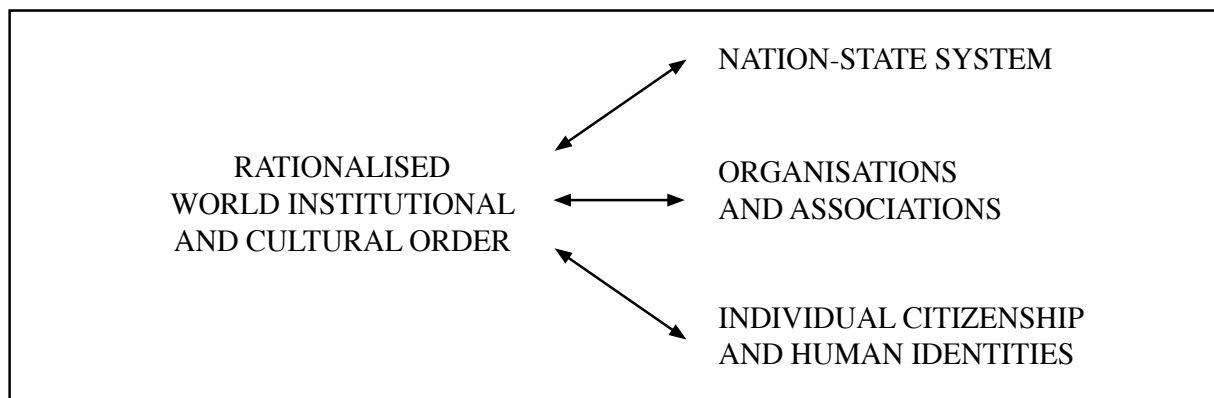 NATION-STATE SYSTEM
RATIONALISED
WORLD INSTITUTIONAL
AND CULTURAL ORDER
ORGANISATIONS
AND ASSOCIATIONS
INDIVIDUAL CITIZENSHIP
AND HUMAN IDENTITIES